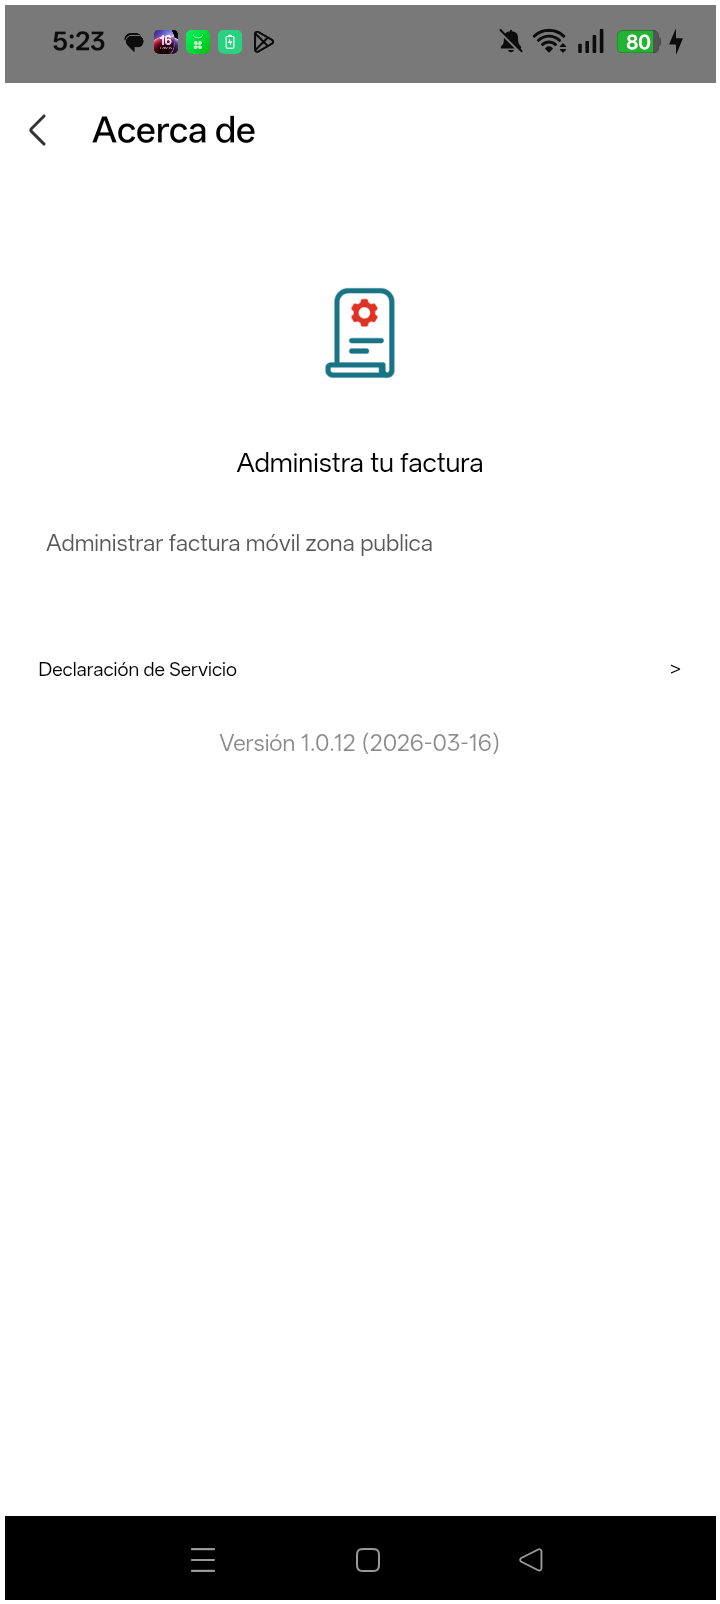 5:23
16
80
Acerca de
Administra tu factura
Administrar factura móvil zona publica
Declaración de Servicio >
Versión 1.0.12 (2026-03-16)